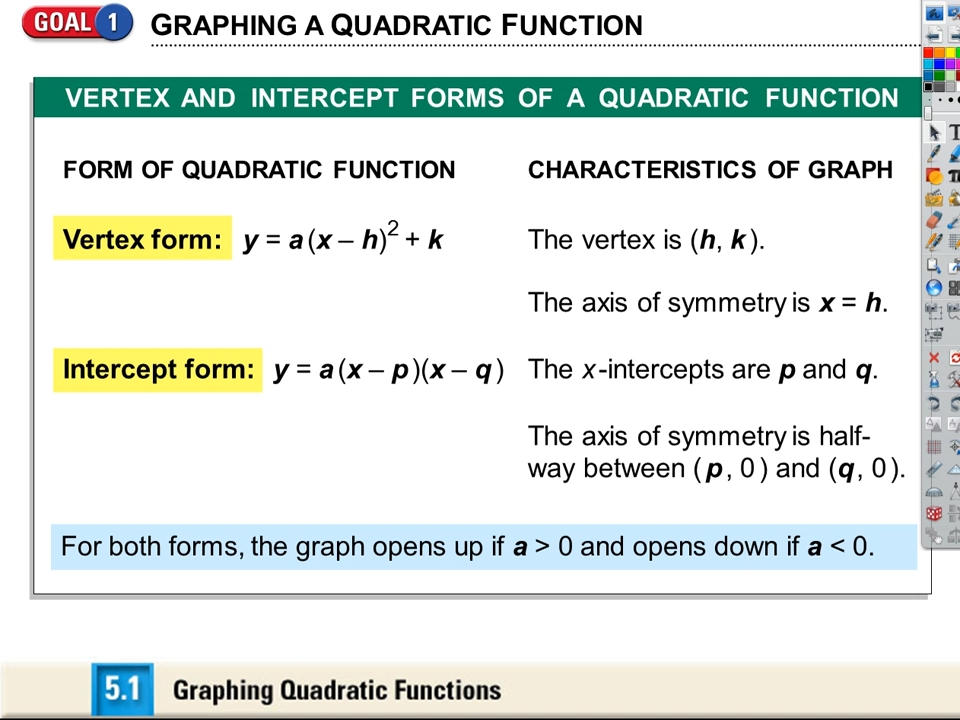 GOAL 1 GRAPHING A QUADRATIC FUNCTION
VERTEX AND INTERCEPT FORMS OF A QUADRATIC FUNCTION
FORM OF QUADRATIC FUNCTION CHARACTERISTICS OF GRAPH
Vertex form: y = a (x – h)² + k The vertex is (h, k ).
The axis of symmetry is x = h.
Intercept form: y = a (x – p )(x – q ) The x-intercepts are p and q.
The axis of symmetry is half-
way between ( p , 0 ) and (q , 0 ).
For both forms, the graph opens up if a > 0 and opens down if a < 0.
5.1 Graphing Quadratic Functions